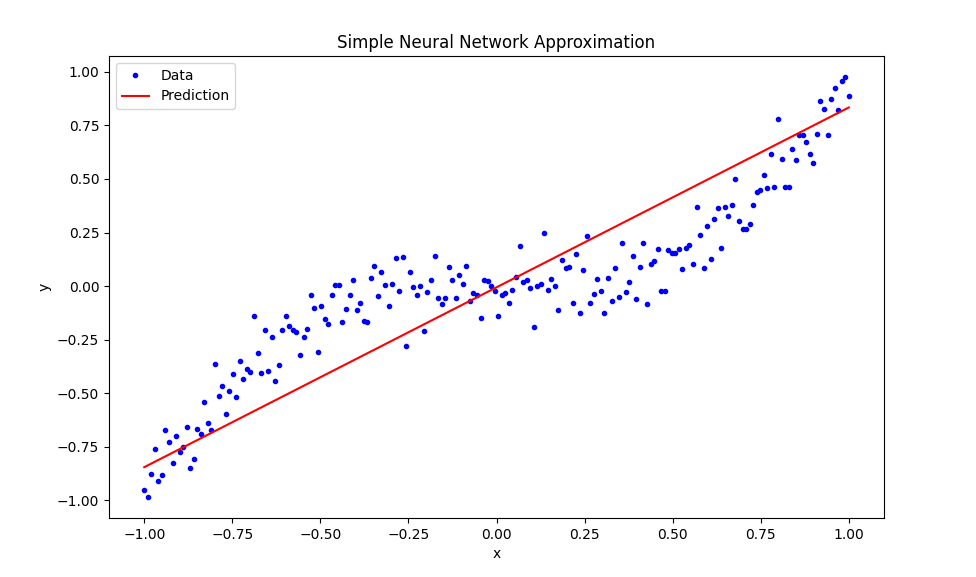 Simple Neural Network Approximation
Data
Prediction
1.00
0.75
0.50
0.25
0.00
−0.25
−0.50
−0.75
−1.00
y
−1.00 −0.75 −0.50 −0.25 0.00 0.25 0.50 0.75 1.00
x